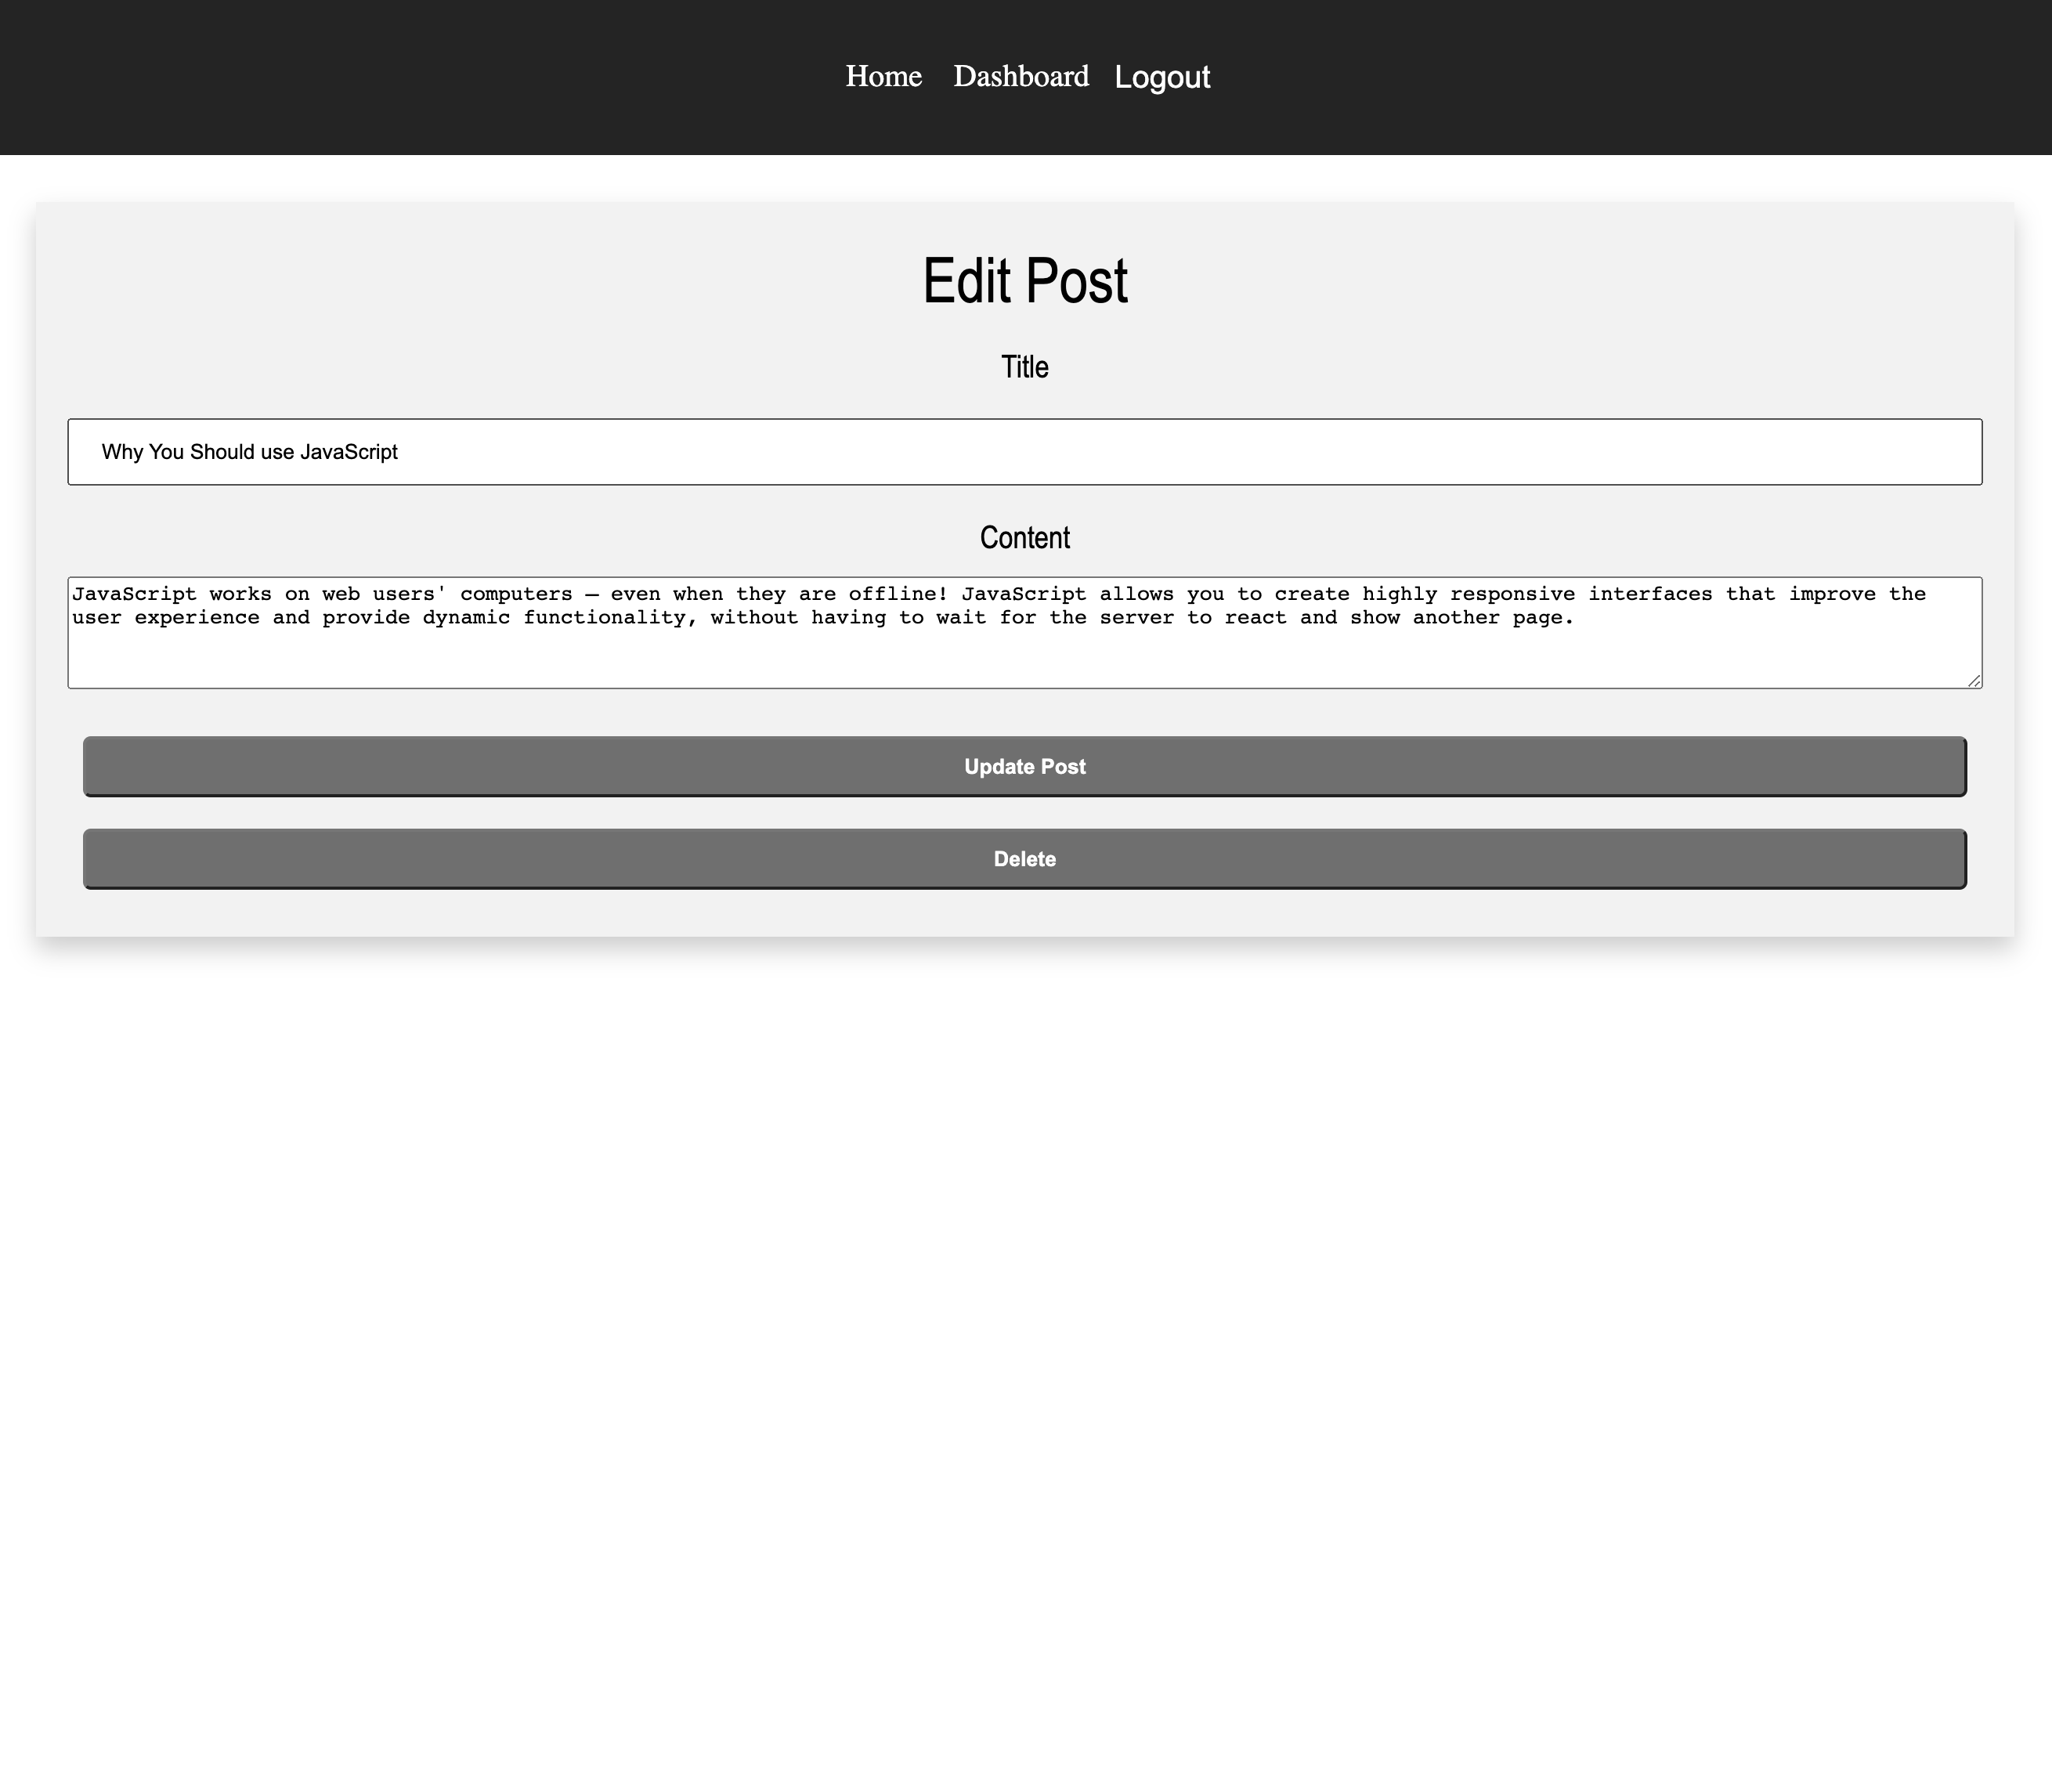 Home Dashboard Logout
Edit Post
Title
Why You Should use JavaScript
Content
JavaScript works on web users' computers — even when they are offline! JavaScript allows you to create highly responsive interfaces that improve the
user experience and provide dynamic functionality, without having to wait for the server to react and show another page.
Update Post
Delete